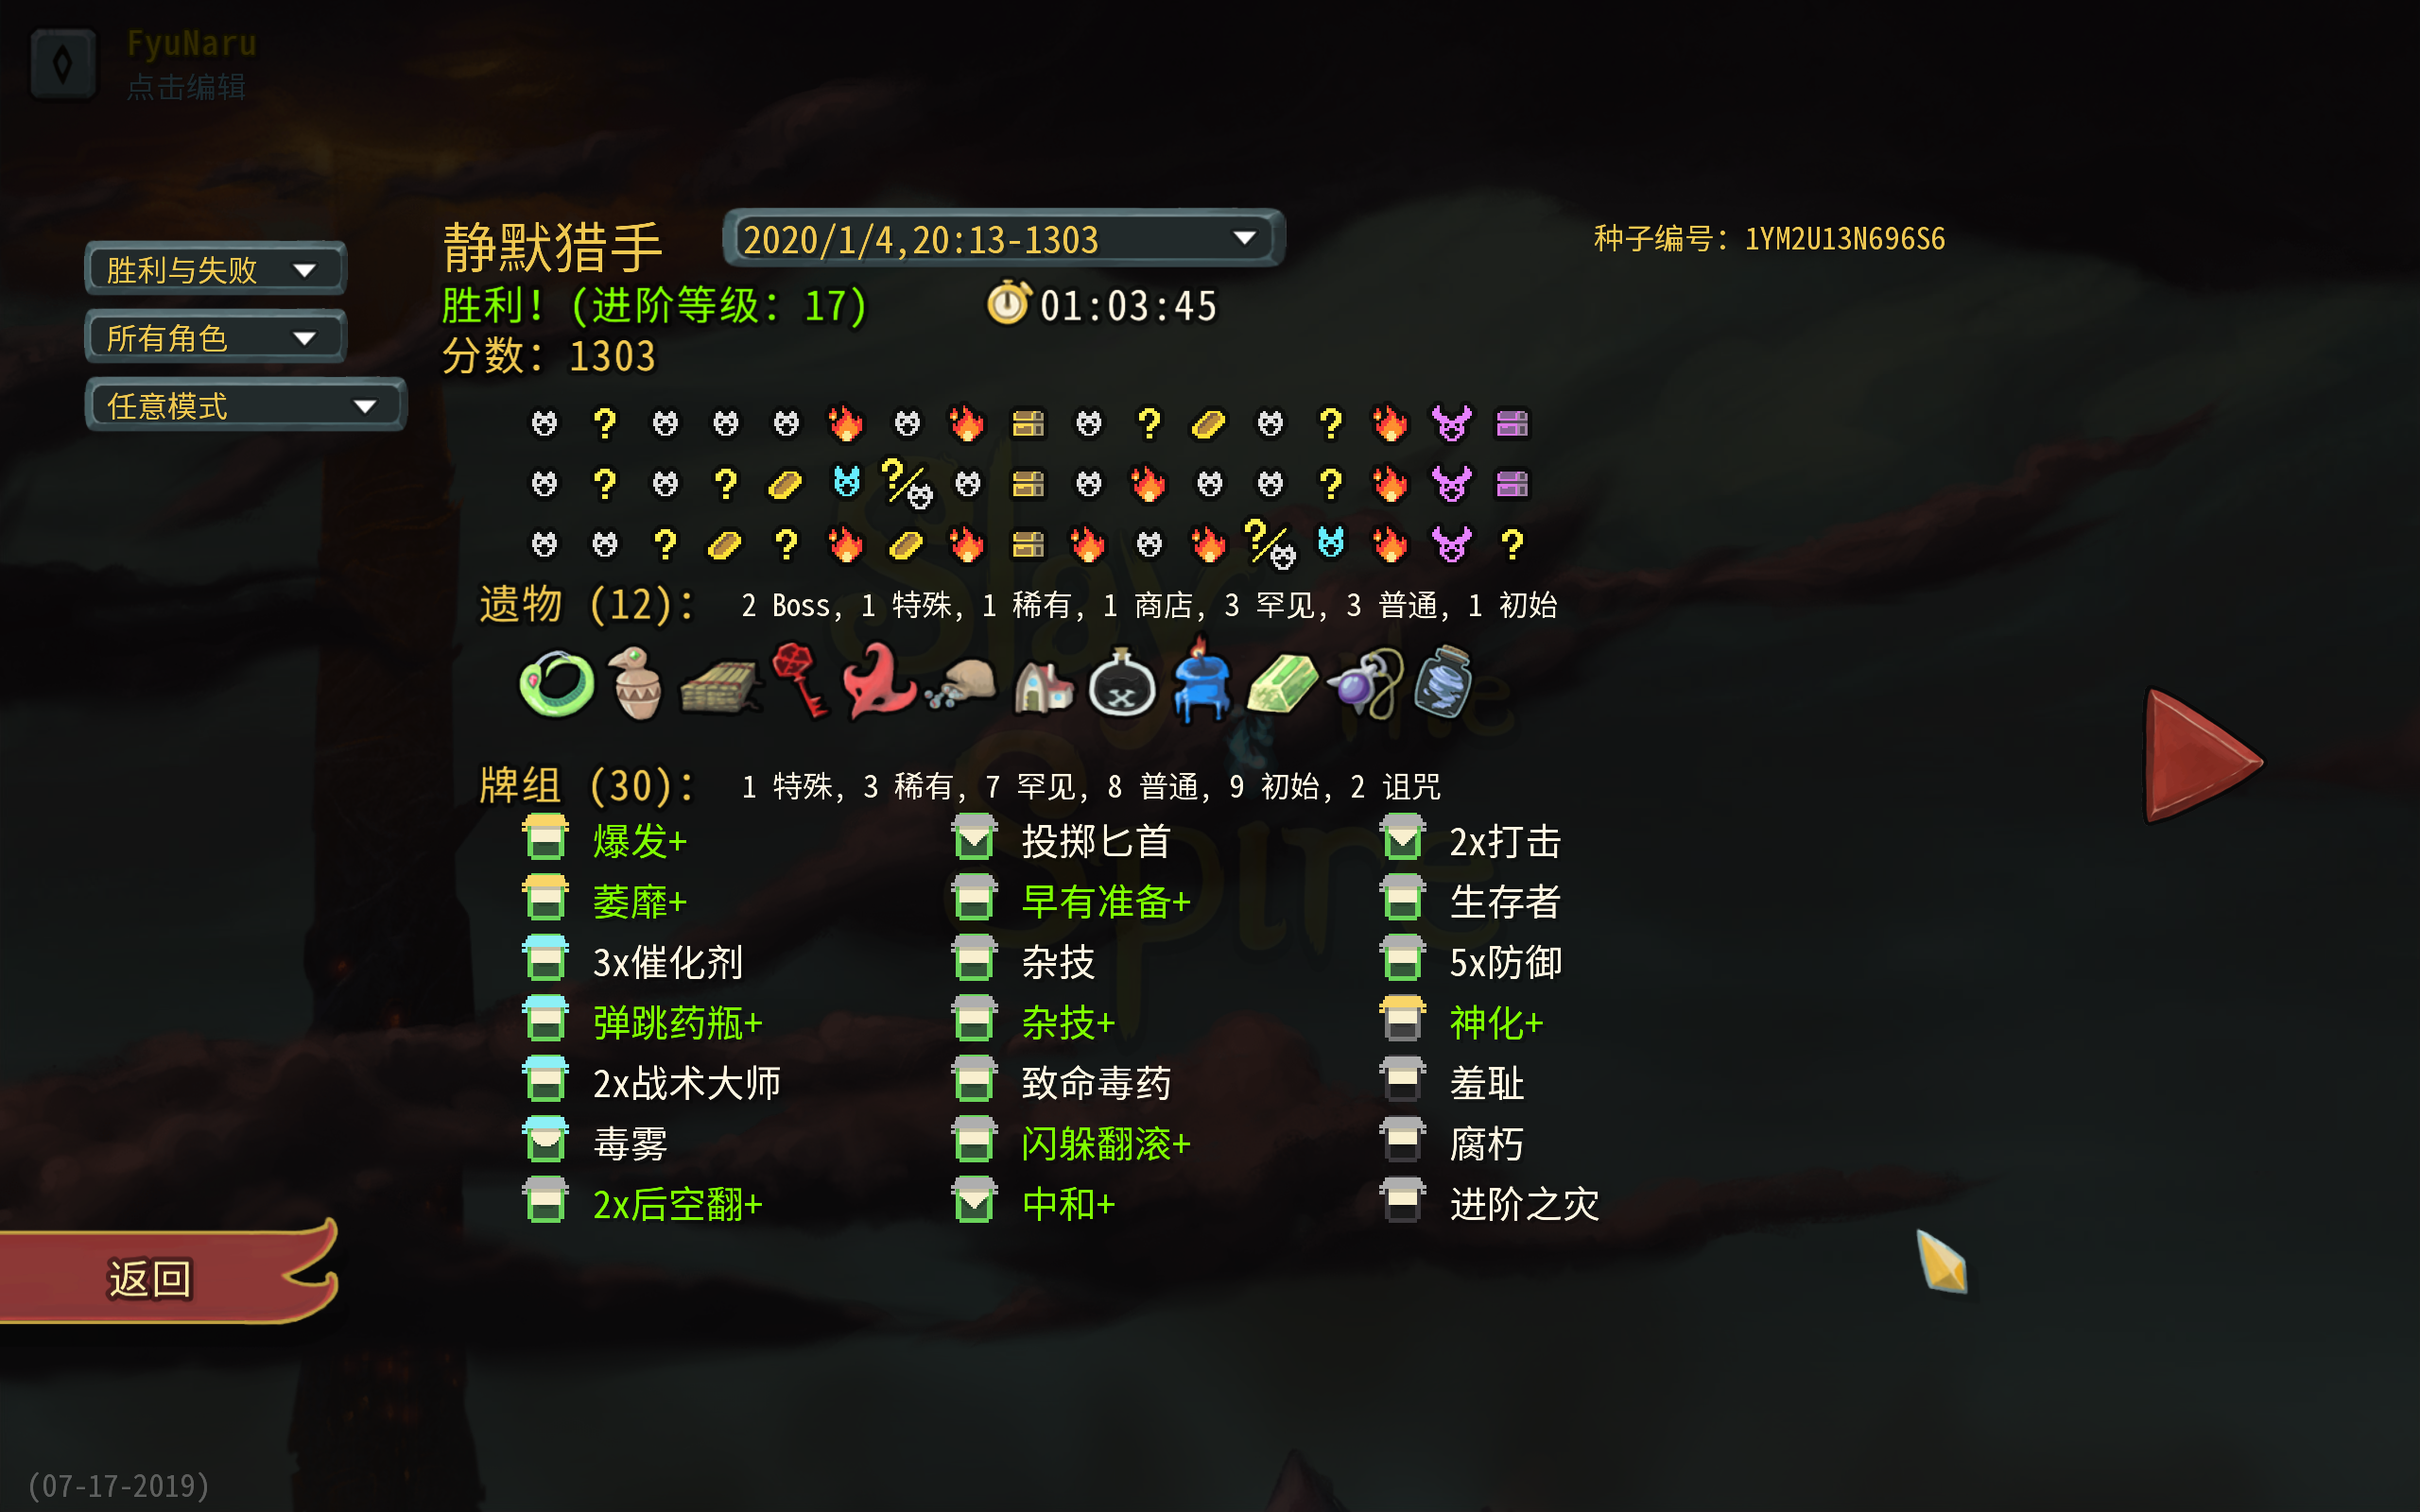 FyuNaru
点击编辑
静默猎手
2020/1/4,20:13-1303
种子编号: 1YM2U13N696S6
胜利与失败
胜利! (进阶等级: 17)
01:03:45
所有角色
分数: 1303
任意模式
遗物 (12): 2 Boss, 1 特殊, 1 稀有, 1 商店, 3 罕见, 3 普通, 1 初始
牌组 (30): 1 特殊, 3 稀有, 7 罕见, 8 普通, 9 初始, 2 诅咒
爆发+
投掷匕首
2x打击
萎靡+
早有准备+
生存者
3x催化剂
杂技
5x防御
弹跳药瓶+
杂技+
神化+
2x战术大师
致命毒药
羞耻
毒雾
闪躲翻滚+
腐朽
2x后空翻+
中和+
进阶之灾
返回
(07-17-2019)
Slay
the
Spire